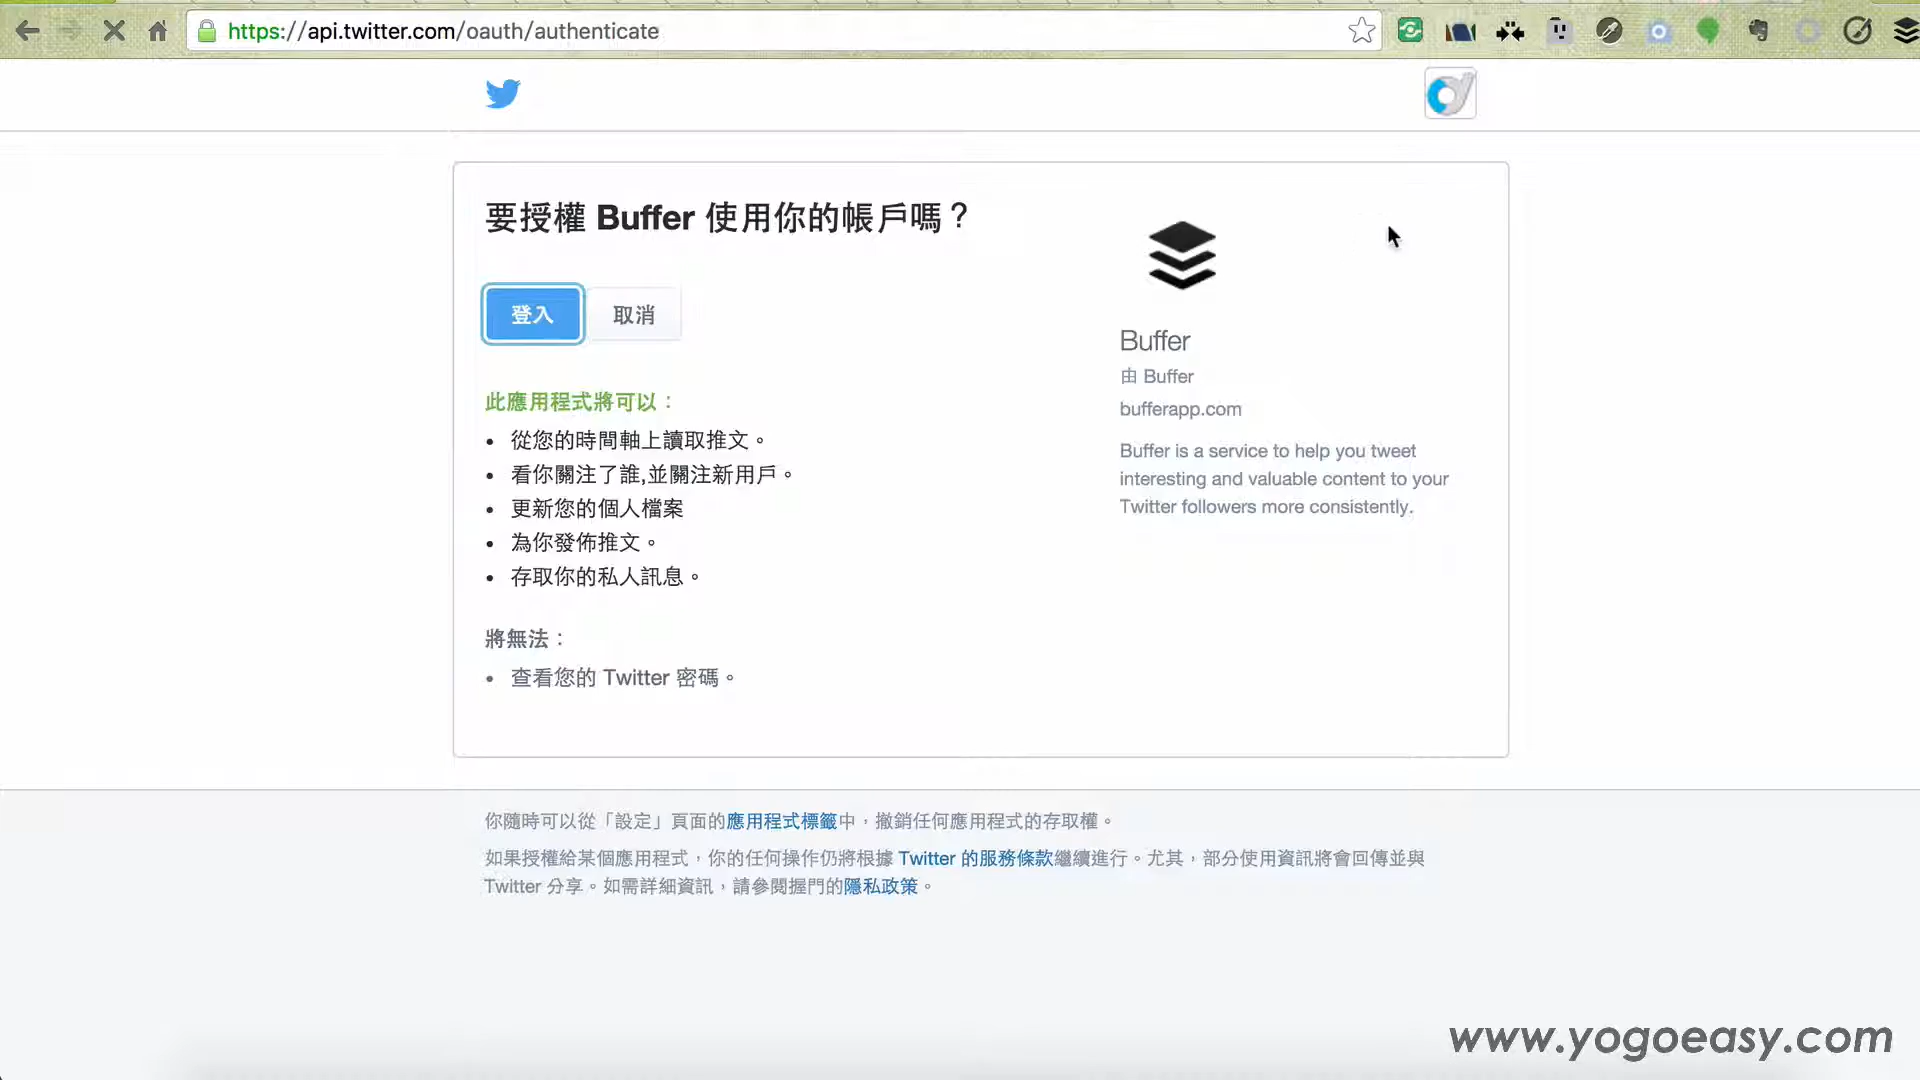 https://api.twitter.com/oauth/authenticate
要授權 Buffer 使用你的帳戶嗎？
登入
取消
此應用程式將可以：
從您的時間軸上讀取推文。
看你關注了誰,並關注新用戶。
更新您的個人檔案
為你發佈推文。
存取你的私人訊息。
將無法：
查看您的 Twitter 密碼。
Buffer
由 Buffer
bufferapp.com
Buffer is a service to help you tweet
interesting and valuable content to your
Twitter followers more consistently.
你隨時可以從「設定」頁面的應用程式標籤中，撤銷任何應用程式的存取權。
如果授權給某個應用程式，你的任何操作仍將根據 Twitter 的服務條款繼續進行。尤其，部分使用資訊將會回傳並與
Twitter 分享。如需詳細資訊，請參閱握門的隱私政策。
www.yogoeasy.com